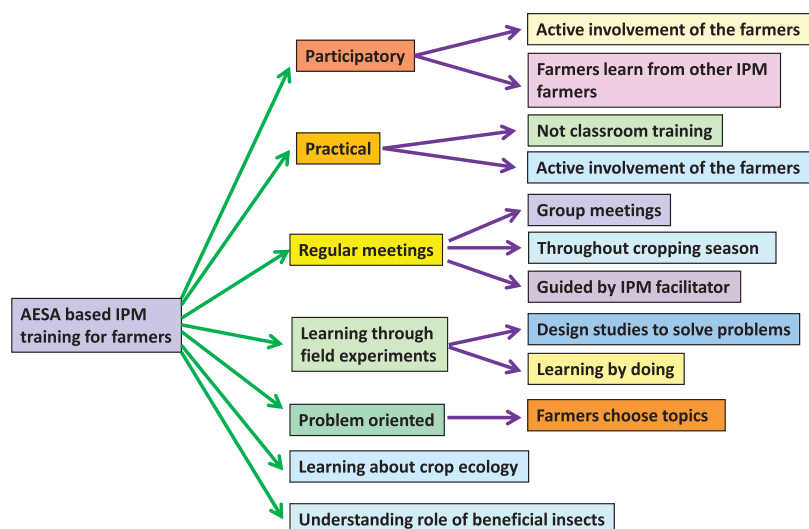 AESA based IPM
training for farmers
Participatory
Active involvement of the farmers
Farmers learn from other IPM
farmers
Practical
Not classroom training
Active involvement of the farmers
Regular meetings
Group meetings
Throughout cropping season
Guided by IPM facilitator
Learning through
field experiments
Design studies to solve problems
Learning by doing
Problem oriented
Farmers choose topics
Learning about crop ecology
Understanding role of beneficial insects